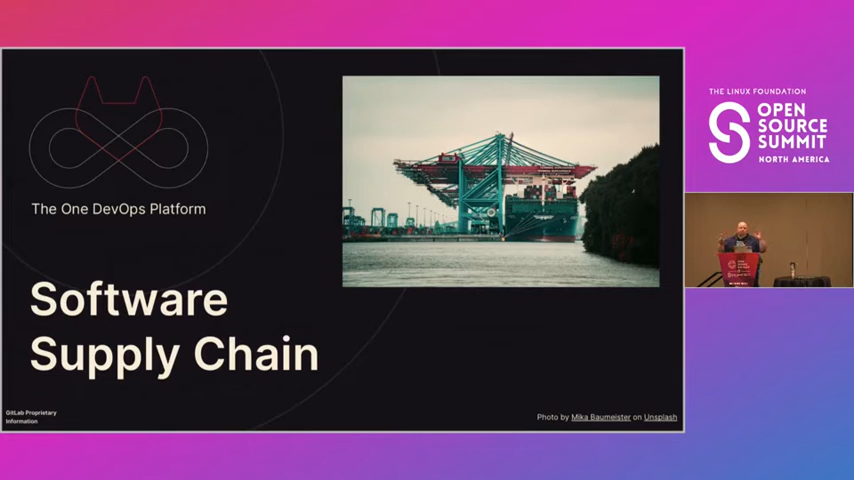 The One DevOps Platform
Software
Supply Chain
GitLab Proprietary
Information
Photo by Mika Baumeister on Unsplash
THE LINUX FOUNDATION
OPEN
SOURCE
SUMMIT
NORTH AMERICA